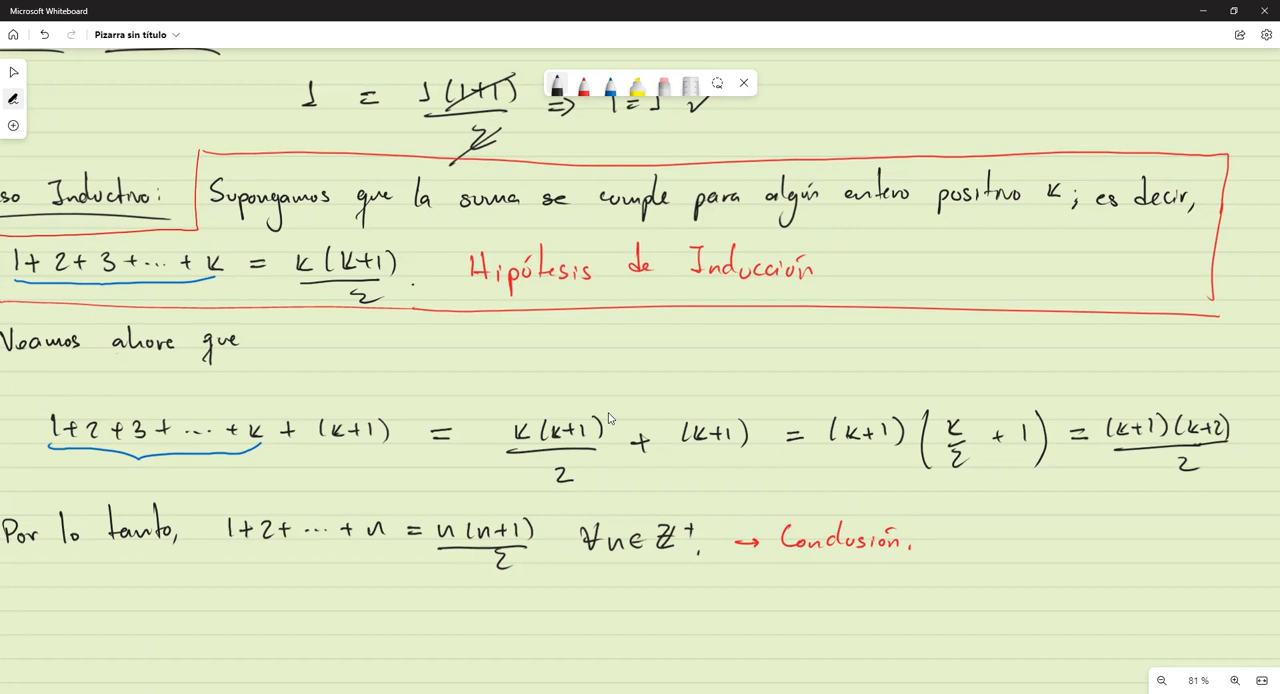 Microsoft Whiteboard
Pizarra sin título
1 = 1(1+1)/2 => 1 = 1 ✓
so Inductivo: Supongamos que la suma se cumple para algún entero positivo k; es decir,
1+2+3+...+k = k(k+1)/2. Hipótesis de Inducción
Veamos ahora que
1+2+3+...+k+(k+1) = k(k+1)/2 + (k+1) = (k+1)(k/2 + 1) = (k+1)(k+2)/2
Por lo tanto, 1+2+...+n = n(n+1)/2 ∀n∈ℤ⁺. → Conclusión.
81 %